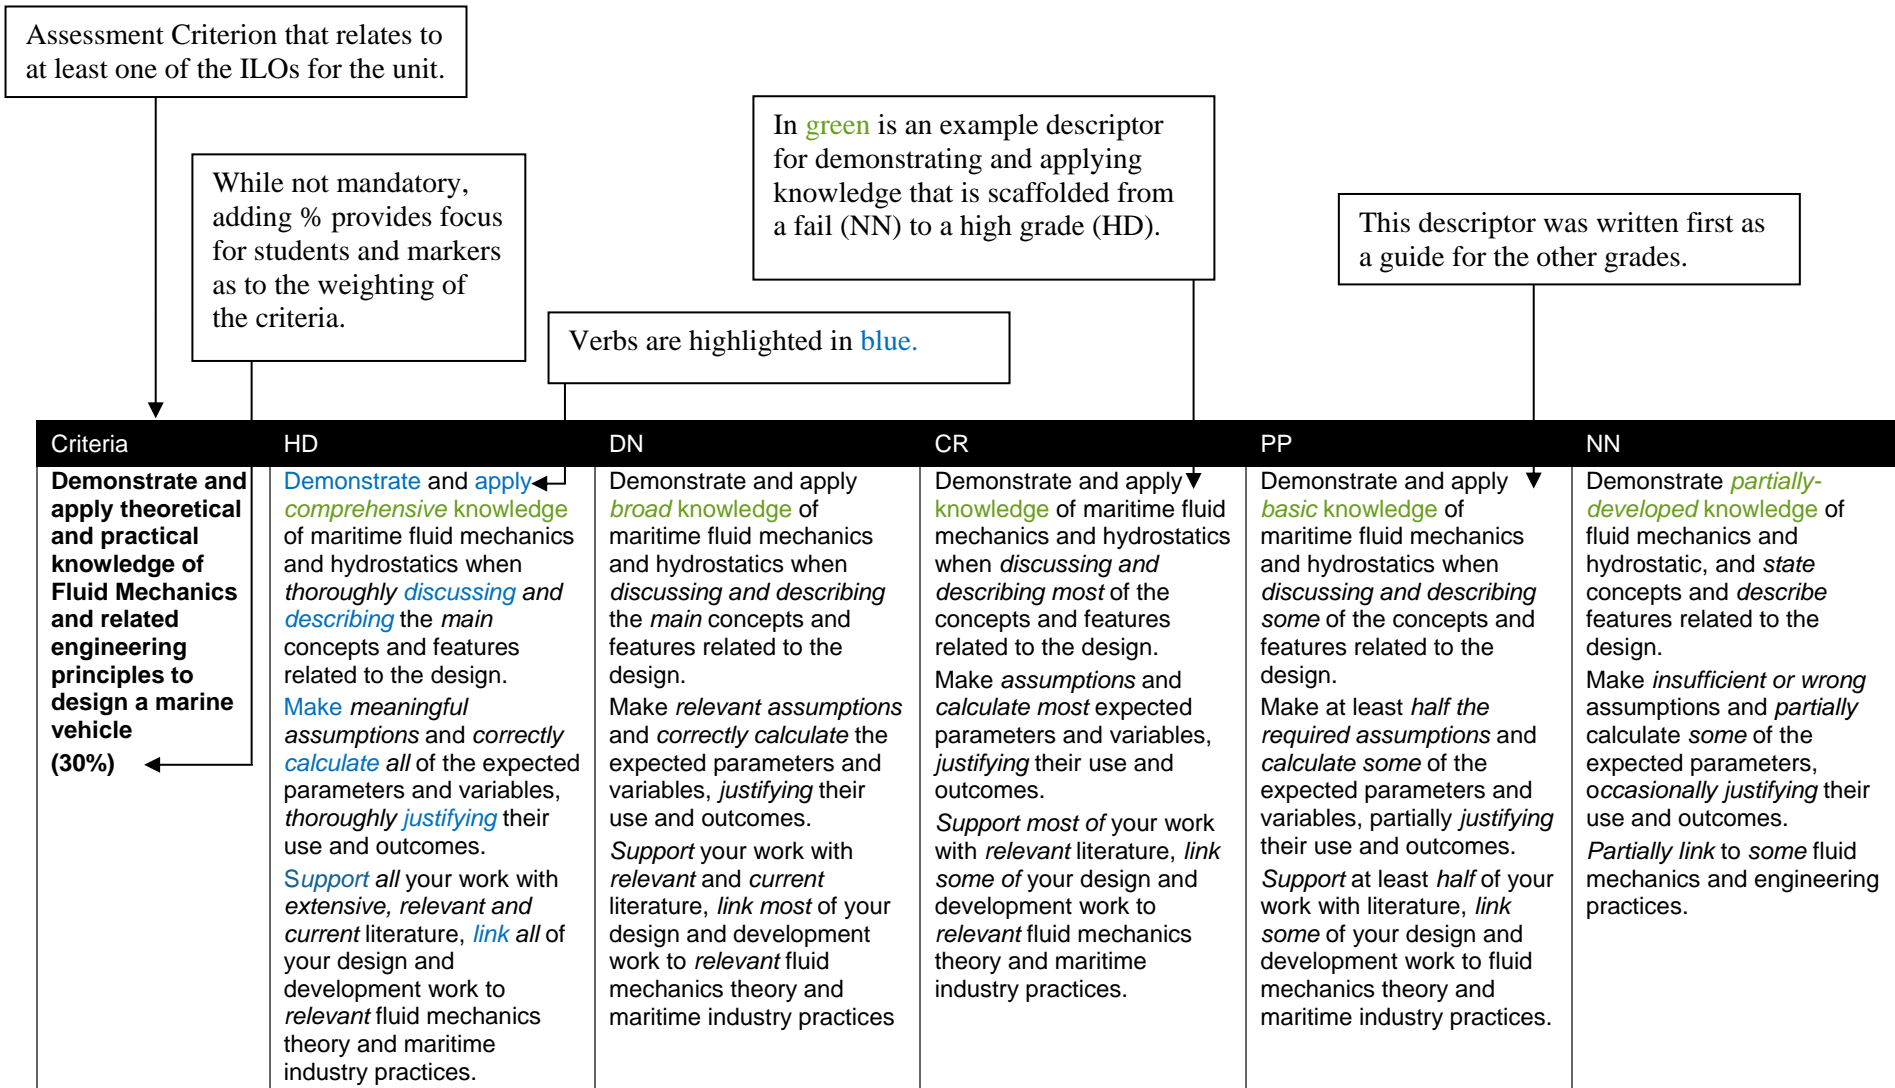 Assessment Criterion that relates to
at least one of the ILOs for the unit.
While not mandatory,
adding % provides focus
for students and markers
as to the weighting of
the criteria.
In green is an example descriptor
for demonstrating and applying
knowledge that is scaffolded from
a fail (NN) to a high grade (HD).
This descriptor was written first as
a guide for the other grades.
Verbs are highlighted in blue.
Criteria
HD
DN
CR
PP
NN
Demonstrate and
apply theoretical
and practical
knowledge of
Fluid Mechanics
and related
engineering
principles to
design a marine
vehicle
(30%)
Demonstrate and apply
comprehensive knowledge
of maritime fluid mechanics
and hydrostatics when
thoroughly discussing and
describing the main
concepts and features
related to the design.
Make meaningful
assumptions and correctly
calculate all of the expected
parameters and variables,
thoroughly justifying their
use and outcomes.
Support all your work with
extensive, relevant and
current literature, link all of
your design and
development work to
relevant fluid mechanics
theory and maritime
industry practices.
Demonstrate and apply
broad knowledge of
maritime fluid mechanics
and hydrostatics when
discussing and describing
the main concepts and
features related to the
design.
Make relevant assumptions
and correctly calculate the
expected parameters and
variables, justifying their
use and outcomes.
Support your work with
relevant and current
literature, link most of your
design and development
work to relevant fluid
mechanics theory and
maritime industry practices
Demonstrate and apply
knowledge of maritime fluid
mechanics and hydrostatics
when discussing and
describing most of the
concepts and features
related to the design.
Make assumptions and
calculate most expected
parameters and variables,
justifying their use and
outcomes.
Support most of your work
with relevant literature, link
some of your design and
development work to
relevant fluid mechanics
theory and maritime
industry practices.
Demonstrate and apply
basic knowledge of
maritime fluid mechanics
and hydrostatics when
discussing and describing
some of the concepts and
features related to the
design.
Make at least half the
required assumptions and
calculate some of the
expected parameters and
variables, partially justifying
their use and outcomes.
Support at least half of your
work with literature, link
some of your design and
development work to fluid
mechanics theory and
maritime industry practices.
Demonstrate partially-
developed knowledge of
fluid mechanics and
hydrostatic, and state
concepts and describe
features related to the
design.
Make insufficient or wrong
assumptions and partially
calculate some of the
expected parameters,
occasionally justifying their
use and outcomes.
Partially link to some fluid
mechanics and engineering
practices.